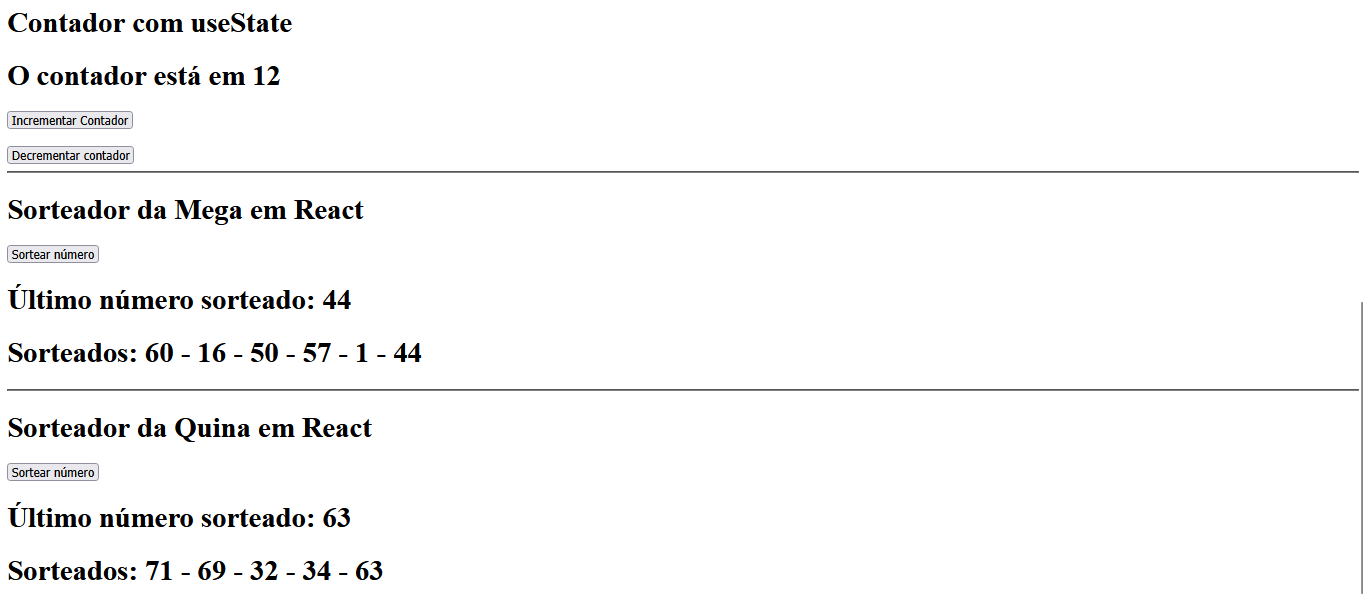 Contador com useState
O contador está em 12
Incrementar Contador
Decrementar contador
Sorteador da Mega em React
Sortear número
Último número sorteado: 44
Sorteados: 60 - 16 - 50 - 57 - 1 - 44
Sorteador da Quina em React
Sortear número
Último número sorteado: 63
Sorteados: 71 - 69 - 32 - 34 - 63